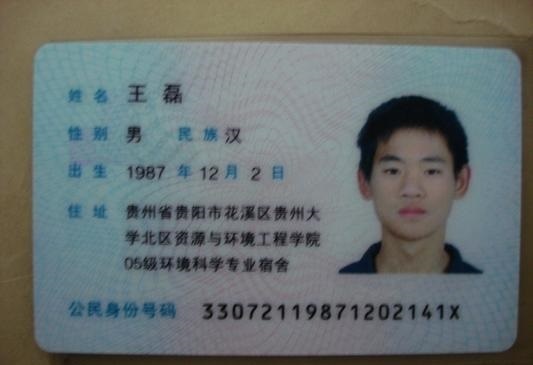 姓名 王磊
性别 男 民族 汉
出生 1987 年 12 月 2 日
住址 贵州省贵阳市花溪区贵州大
学北区资源与环境工程学院
05级环境科学专业宿舍
公民身份号码 33072119871202141X